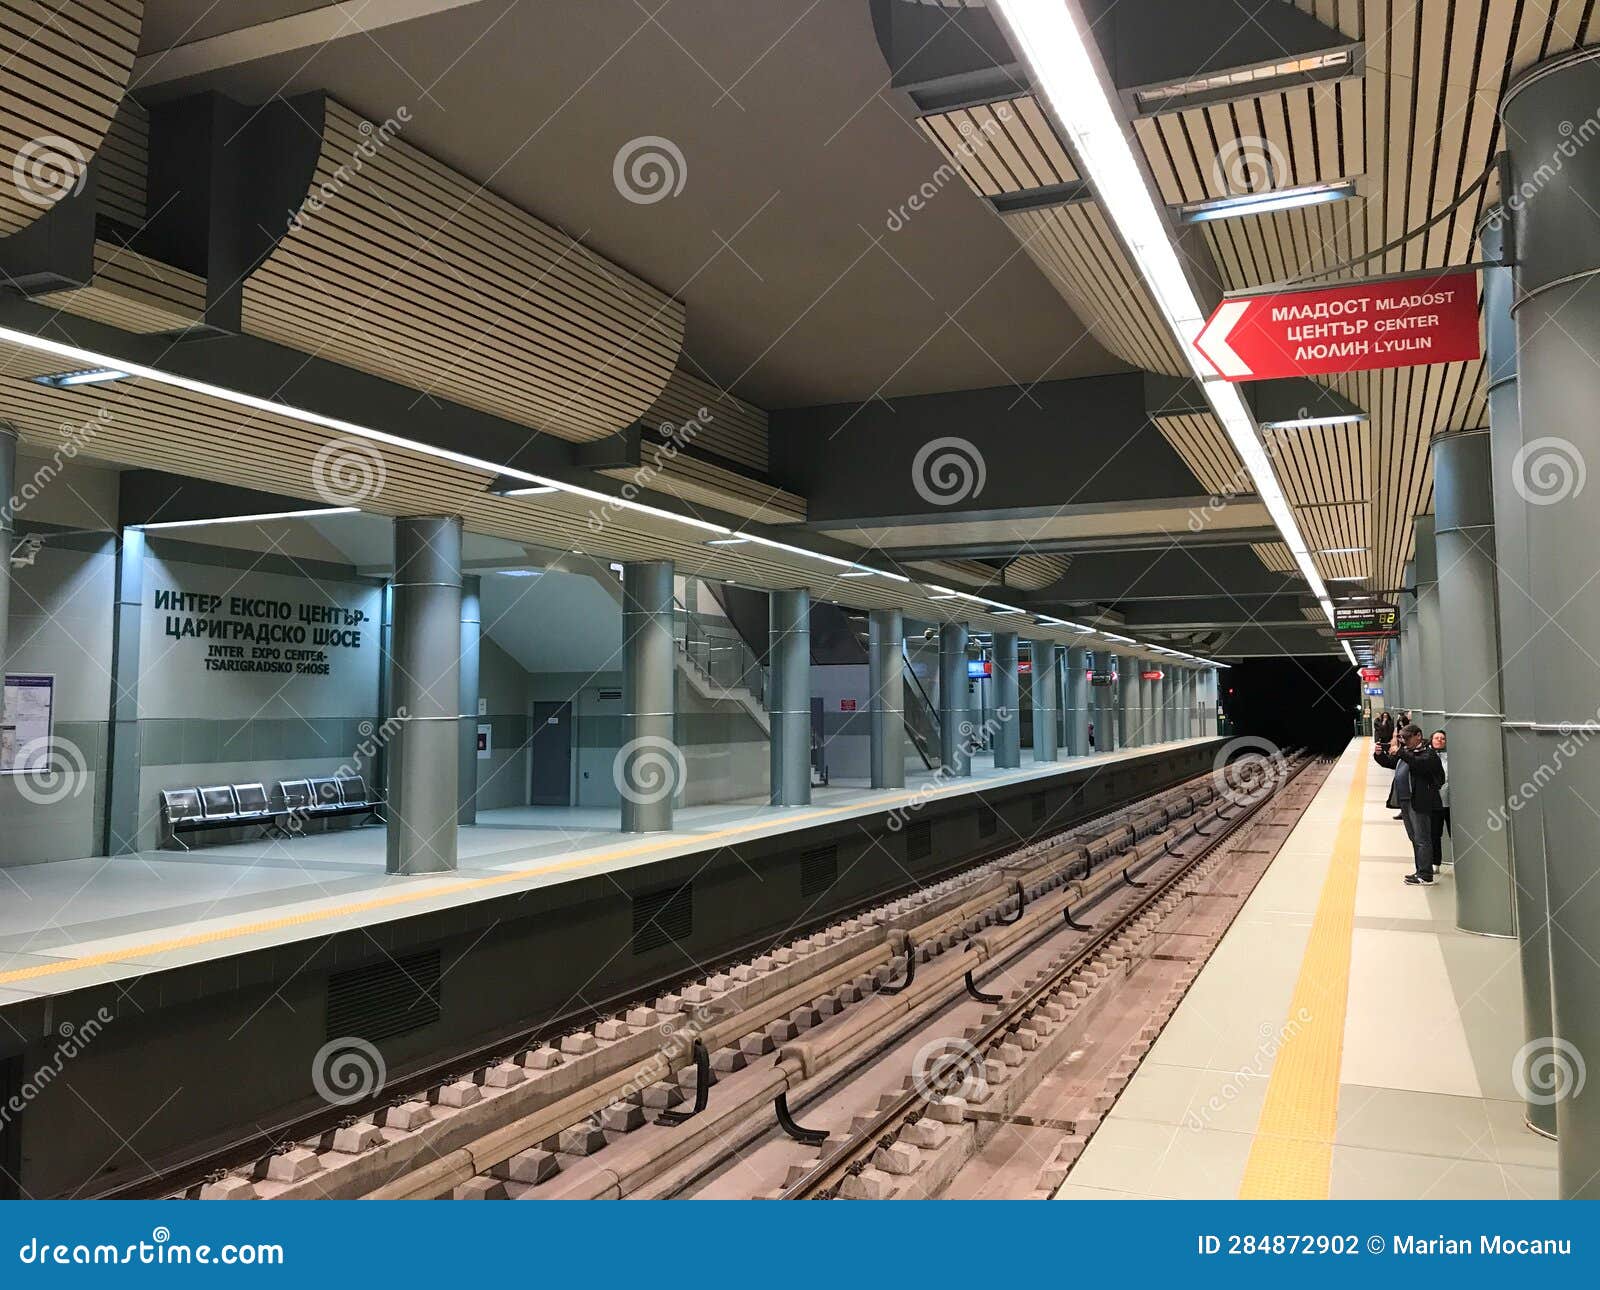 МЛАДОСТ MLADOST
ЦЕНТЪР CENTER
ЛЮЛИН LYULIN
ИНТЕР ЕКСПО ЦЕНТЪР-
ЦАРИГРАДСКО ШОСЕ
INTER EXPO CENTER-
TSARIGRADSKO SHOSE
dreamstime
dreamstime.com
ID 284872902 © Marian Mocanu